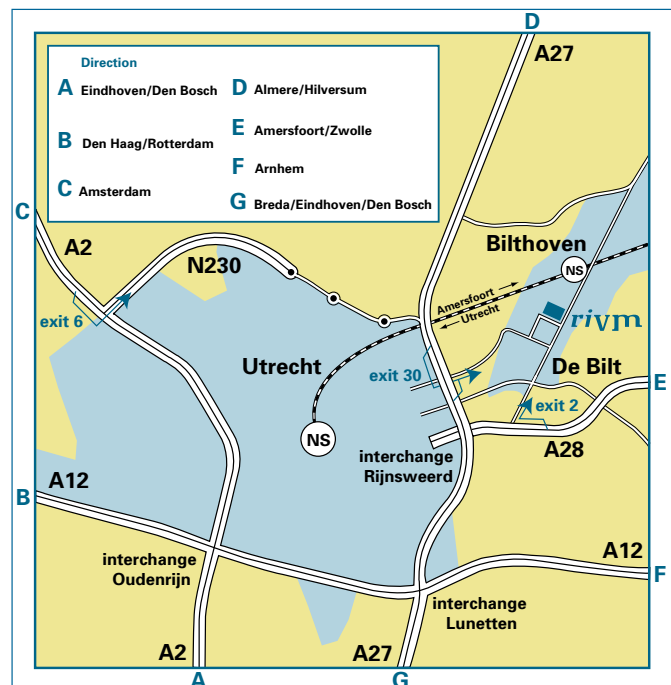 D
A27
Direction
A Eindhoven/Den Bosch
B Den Haag/Rotterdam
C Amsterdam
D Almere/Hilversum
E Amersfoort/Zwolle
F Arnhem
G Breda/Eindhoven/Den Bosch
C
A2
N230
exit 6
Bilthoven
NS
Amersfoort
Utrecht
rivm
Utrecht
exit 30
De Bilt
E
exit 2
NS
A28
interchange
Rijnsweerd
B
A12
A12
F
interchange
Oudenrijn
interchange
Lunetten
A2
A27
A
G